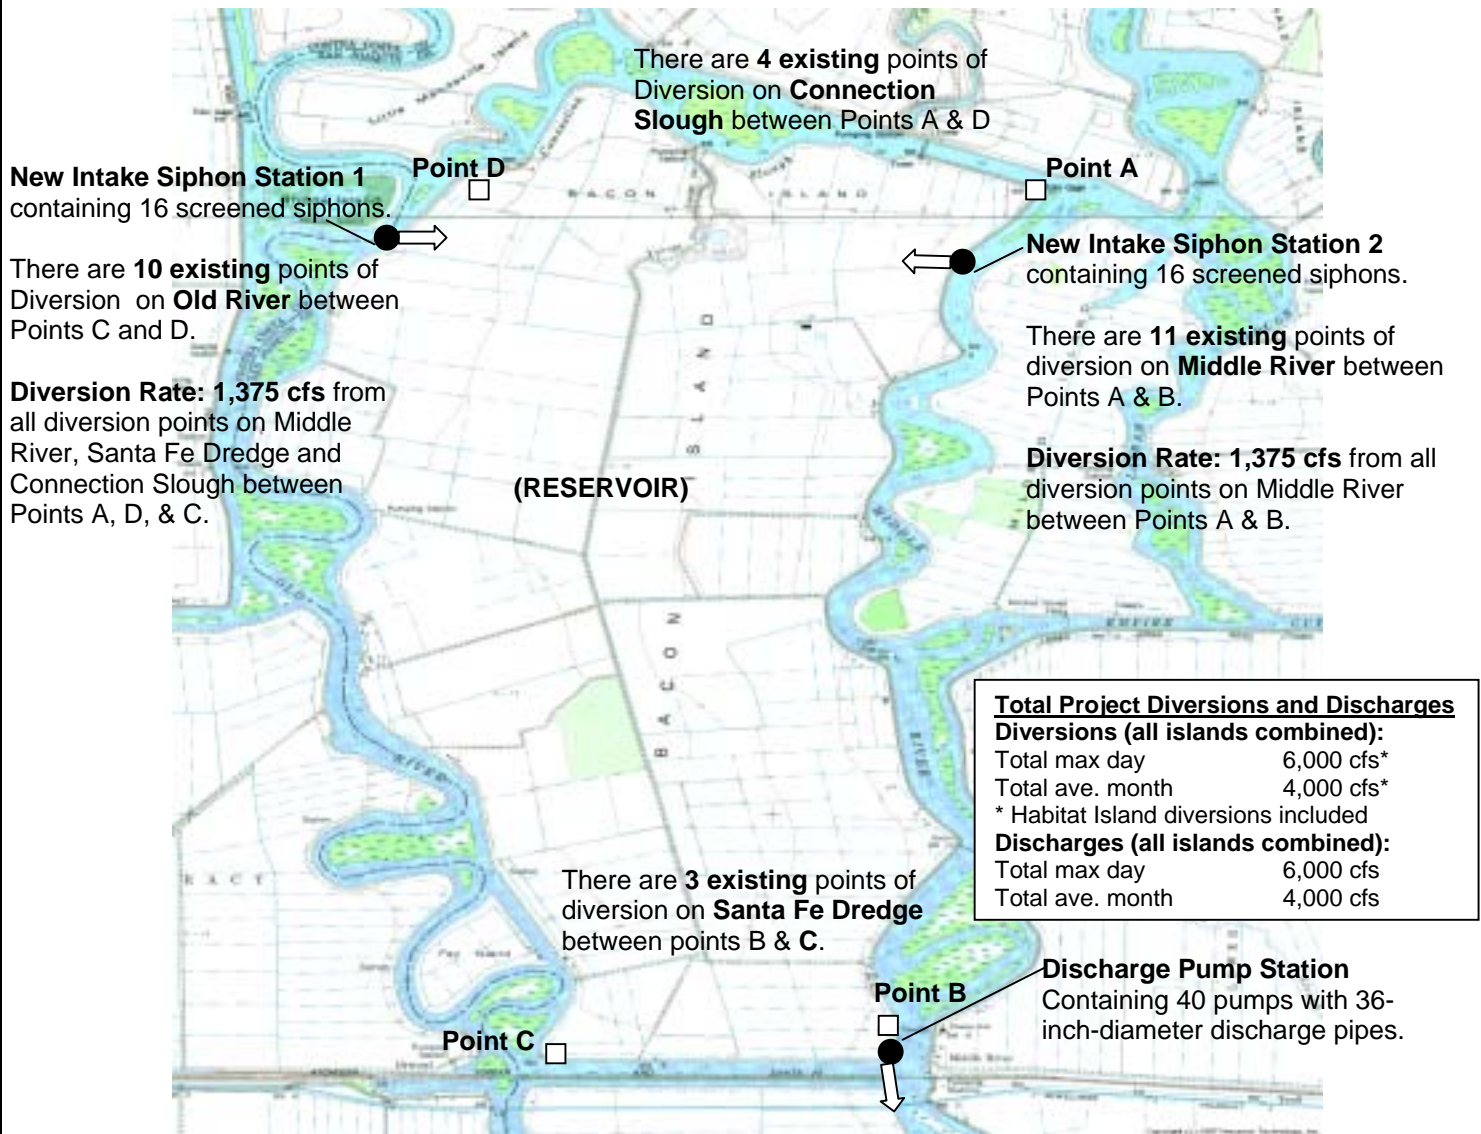 There are 4 existing points of
Diversion on Connection
Slough between Points A & D
Point D
Point A
New Intake Siphon Station 1
containing 16 screened siphons.
There are 10 existing points of
Diversion on Old River between
Points C and D.
Diversion Rate: 1,375 cfs from
all diversion points on Middle
River, Santa Fe Dredge and
Connection Slough between
Points A, D, & C.
New Intake Siphon Station 2
containing 16 screened siphons.
There are 11 existing points of
diversion on Middle River between
Points A & B.
Diversion Rate: 1,375 cfs from all
diversion points on Middle River
between Points A & B.
BACON ISLAND
ISLAND
(RESERVOIR)
BACON
MIDDLE
RIVER
OLD
RIVER
EMPIRE
Total Project Diversions and Discharges
Diversions (all islands combined):
Total max day 6,000 cfs*
Total ave. month 4,000 cfs*
* Habitat Island diversions included
Discharges (all islands combined):
Total max day 6,000 cfs
Total ave. month 4,000 cfs
There are 3 existing points of
diversion on Santa Fe Dredge
between points B & C.
Point B
Point C
Discharge Pump Station
Containing 40 pumps with 36-
inch-diameter discharge pipes.